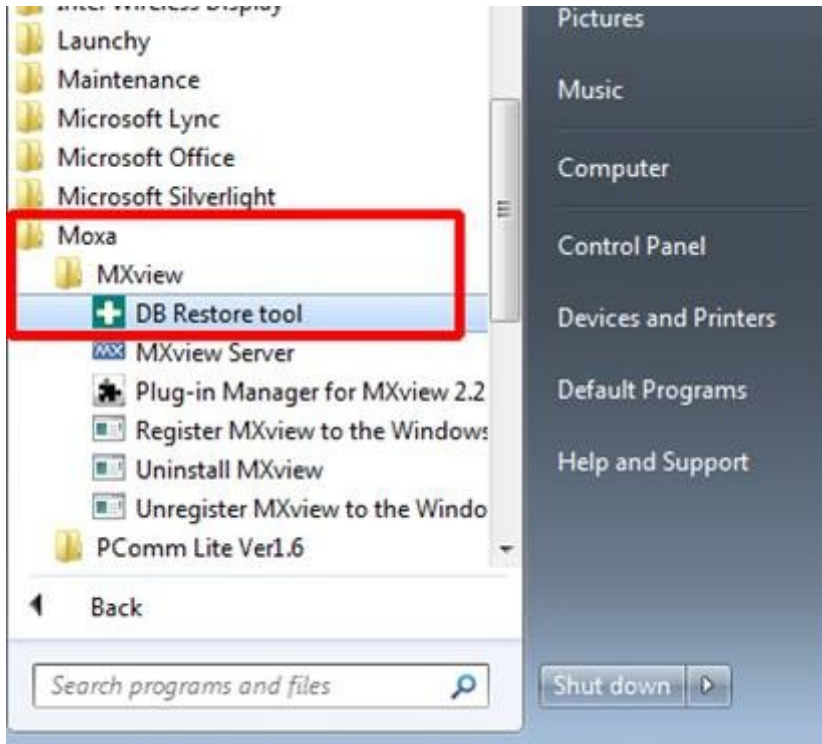 Intel Wireless Display
Launchy
Maintenance
Microsoft Lync
Microsoft Office
Microsoft Silverlight
Moxa
MXview
DB Restore tool
MXview Server
Plug-in Manager for MXview 2.2
Register MXview to the Windows
Uninstall MXview
Unregister MXview to the Windo
PComm Lite Ver1.6
Back
Search programs and files
Pictures
Music
Computer
Control Panel
Devices and Printers
Default Programs
Help and Support
Shut down